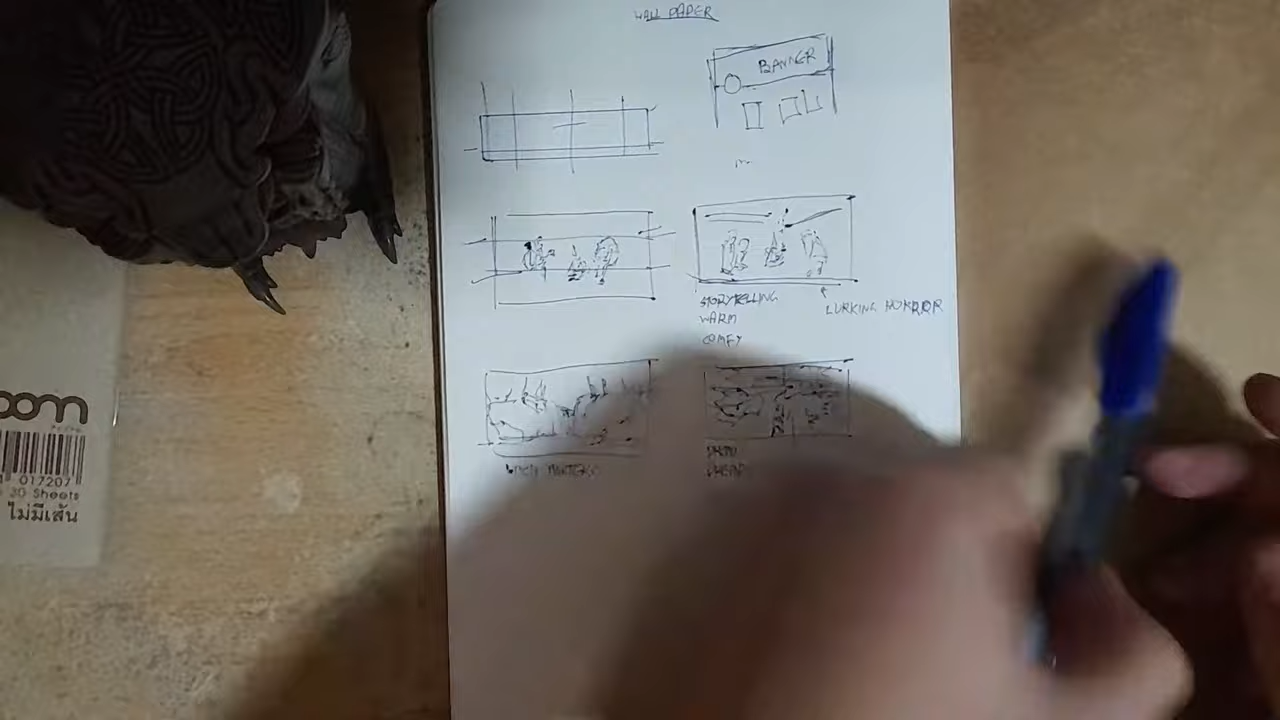 WALL PAPER
BANNER
STORYTELLING
WARM
COMFY
LURKING HORROR
oom
017207
30 Sheets
ไม่มีเส้น